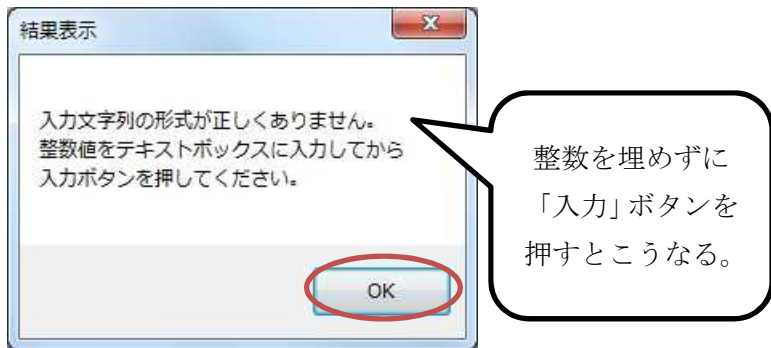 結果表示
入力文字列の形式が正しくありません。
整数値をテキストボックスに入力してから
入力ボタンを押してください。
OK
整数を埋めずに
「入力」ボタンを
押すとこうなる。